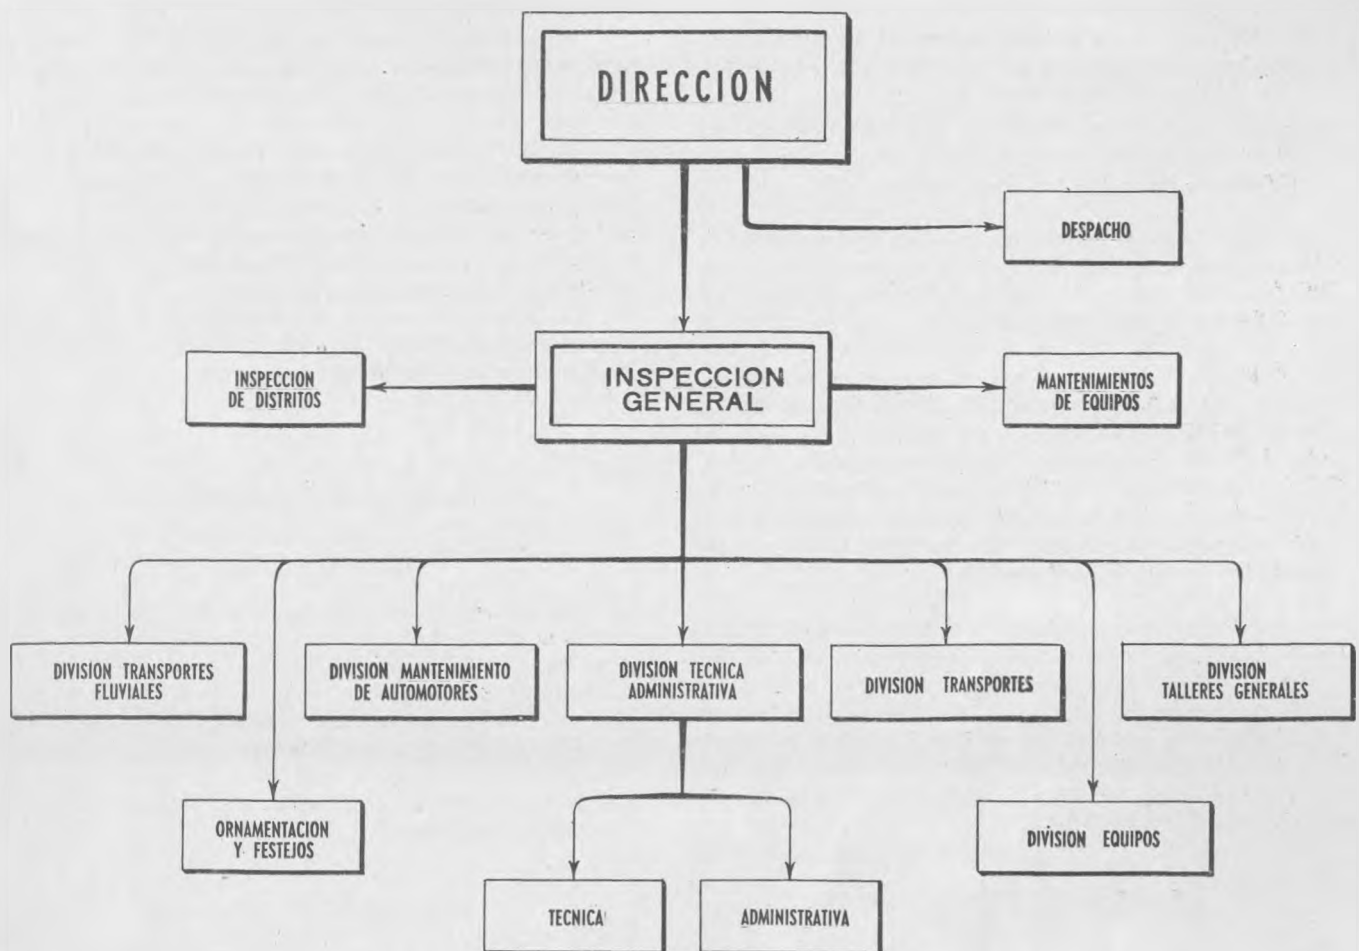 DIRECCION
DESPACHO
INSPECCION
DE DISTRITOS
INSPECCION
GENERAL
MANTENIMIENTOS
DE EQUIPOS
DIVISION TRANSPORTES
FLUVIALES
DIVISION MANTENIMIENTO
DE AUTOMOTORES
DIVISION TECNICA
ADMINISTRATIVA
DIVISION TRANSPORTES
DIVISION
TALLERES GENERALES
ORNAMENTACION
Y FESTEJOS
DIVISION EQUIPOS
TECNICA
ADMINISTRATIVA